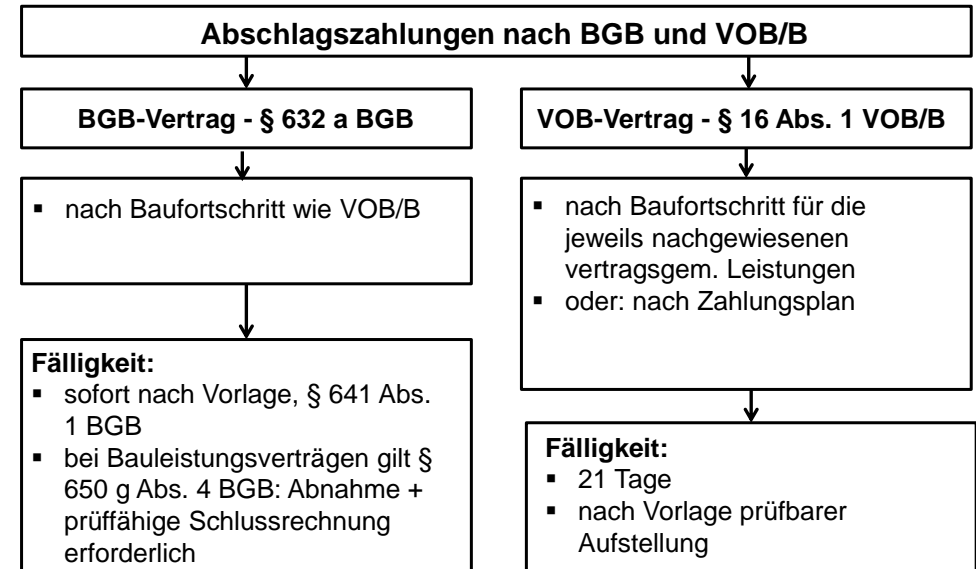 Abschlagszahlungen nach BGB und VOB/B
BGB-Vertrag - § 632 a BGB
▪ nach Baufortschritt wie VOB/B
Fälligkeit:
▪ sofort nach Vorlage, § 641 Abs.
1 BGB
▪ bei Bauleistungsverträgen gilt §
650 g Abs. 4 BGB: Abnahme +
prüffähige Schlussrechnung
erforderlich
VOB-Vertrag - § 16 Abs. 1 VOB/B
▪ nach Baufortschritt für die
jeweils nachgewiesenen
vertragsgem. Leistungen
▪ oder: nach Zahlungsplan
Fälligkeit:
▪ 21 Tage
▪ nach Vorlage prüfbarer
Aufstellung